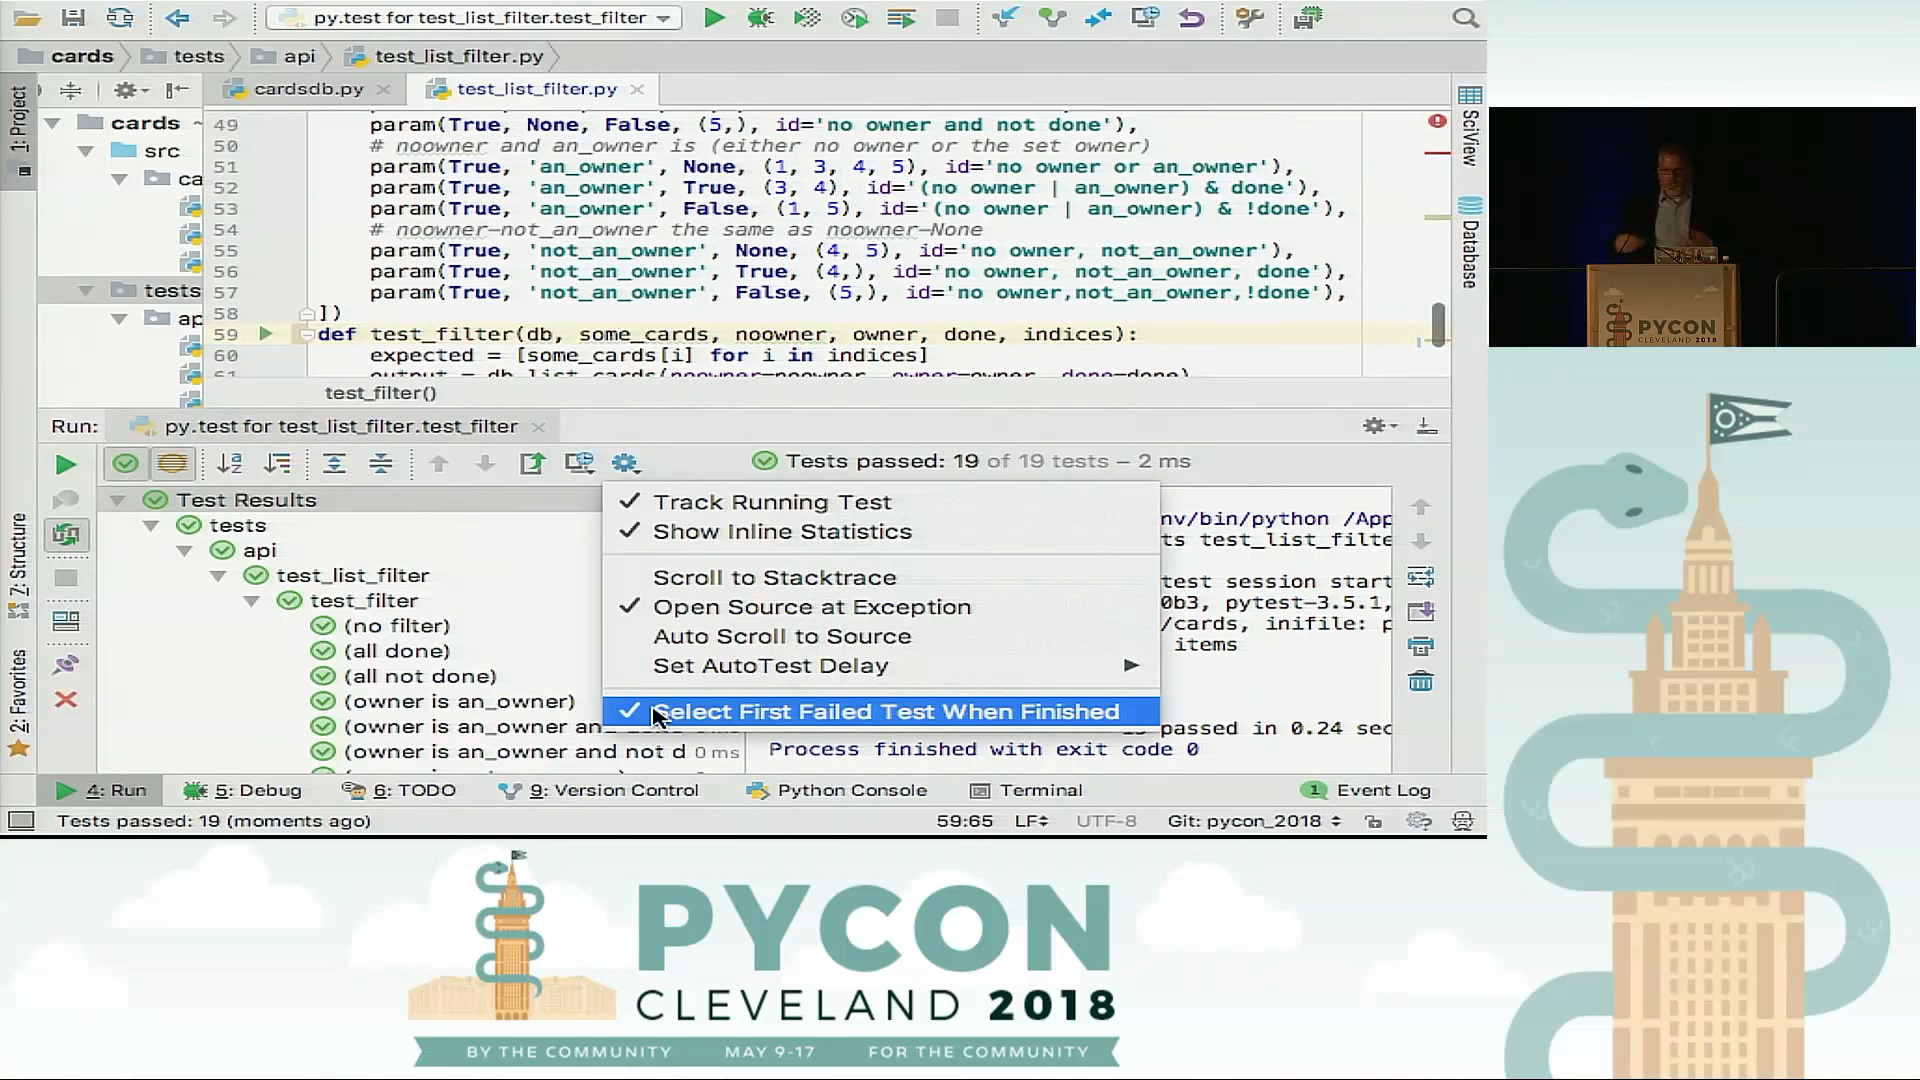 py.test for test_list_filter.test_filter
cards tests api test_list_filter.py
1: Project
cardsdb.py test_list_filter.py
SciView
Database
cards
src
ca
tests
ap
49 param(True, None, False, (5,), id='no owner and not done'),
50 # noowner and an_owner is (either no owner or the set owner)
51 param(True, 'an_owner', None, (1, 3, 4, 5), id='no owner or an_owner'),
52 param(True, 'an_owner', True, (3, 4), id='(no owner | an_owner) & done'),
53 param(True, 'an_owner', False, (1, 5), id='(no owner | an_owner) & !done'),
54 # noowner-not_an_owner the same as noowner-None
55 param(True, 'not_an_owner', None, (4, 5), id='no owner, not_an_owner'),
56 param(True, 'not_an_owner', True, (4,), id='no owner, not_an_owner, done'),
57 param(True, 'not_an_owner', False, (5,), id='no owner,not_an_owner,!done'),
58 ])
59 def test_filter(db, some_cards, noowner, owner, done, indices):
60 expected = [some_cards[i] for i in indices]
61 output = db.list_cards(noowner=noowner, owner=owner, done=done)
test_filter()
Run: py.test for test_list_filter.test_filter
Tests passed: 19 of 19 tests – 2 ms
7: Structure
2: Favorites
Test Results
tests
api
test_list_filter
test_filter
(no filter)
(all done)
(all not done)
(owner is an_owner)
(owner is an_owner an
(owner is an_owner and not d 0 ms
Track Running Test
Show Inline Statistics
Scroll to Stacktrace
Open Source at Exception
Auto Scroll to Source
Set AutoTest Delay
Select First Failed Test When Finished
nv/bin/python /App
ts test_list_filte
test session start
0b3, pytest-3.5.1,
/cards, inifile: p
items
passed in 0.24 sec
Process finished with exit code 0
4: Run 5: Debug 6: TODO 9: Version Control Python Console Terminal 1 Event Log
Tests passed: 19 (moments ago) 59:65 LF UTF-8 Git: pycon_2018
PYCON
CLEVELAND 2018
PYCON
CLEVELAND 2018
BY THE COMMUNITY MAY 9-17 FOR THE COMMUNITY